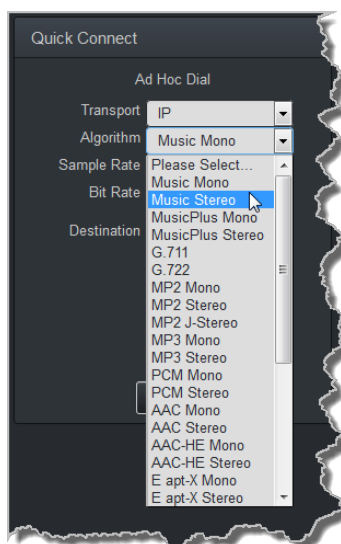 Quick Connect
Ad Hoc Dial
Transport IP
Algorithm Music Mono
Sample Rate Please Select...
Music Mono
Bit Rate Music Stereo
MusicPlus Mono
Destination MusicPlus Stereo
G.711
G.722
MP2 Mono
MP2 Stereo
MP2 J-Stereo
MP3 Mono
MP3 Stereo
PCM Mono
PCM Stereo
AAC Mono
AAC Stereo
AAC-HE Mono
AAC-HE Stereo
E apt-X Mono
E apt-X Stereo